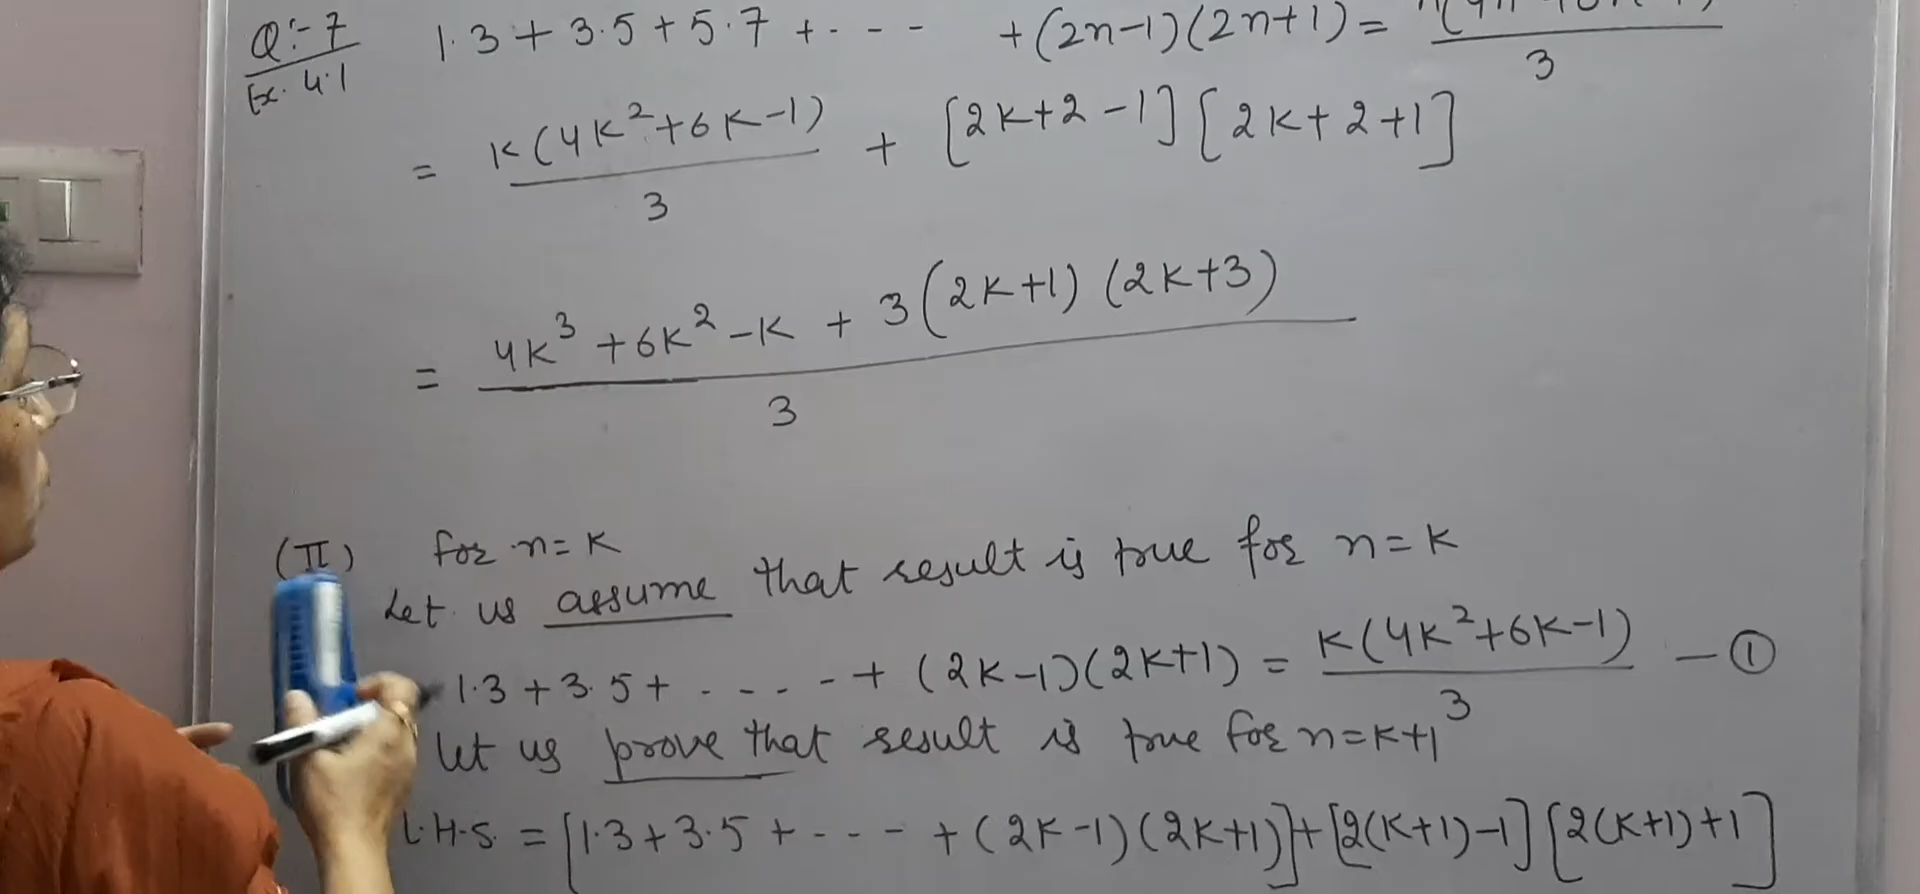 Q:-7 1.3 + 3.5 + 5.7 + - - - + (2n-1)(2n+1) = 
Ex. 4.1 3
= K(4K²+6K-1) / 3 + [2K+2-1][2K+2+1]
= 4K³+6K²-K + 3(2K+1)(2K+3) / 3
(II) For n=K
Let us assume that result is true for n=K
1.3 + 3.5 + - - - - + (2K-1)(2K+1) = K(4K²+6K-1) / 3 - ①
Let us prove that result is true for n=K+1
L.H.S. = [1.3 + 3.5 + - - - + (2K-1)(2K+1)] + [2(K+1)-1][2(K+1)+1]